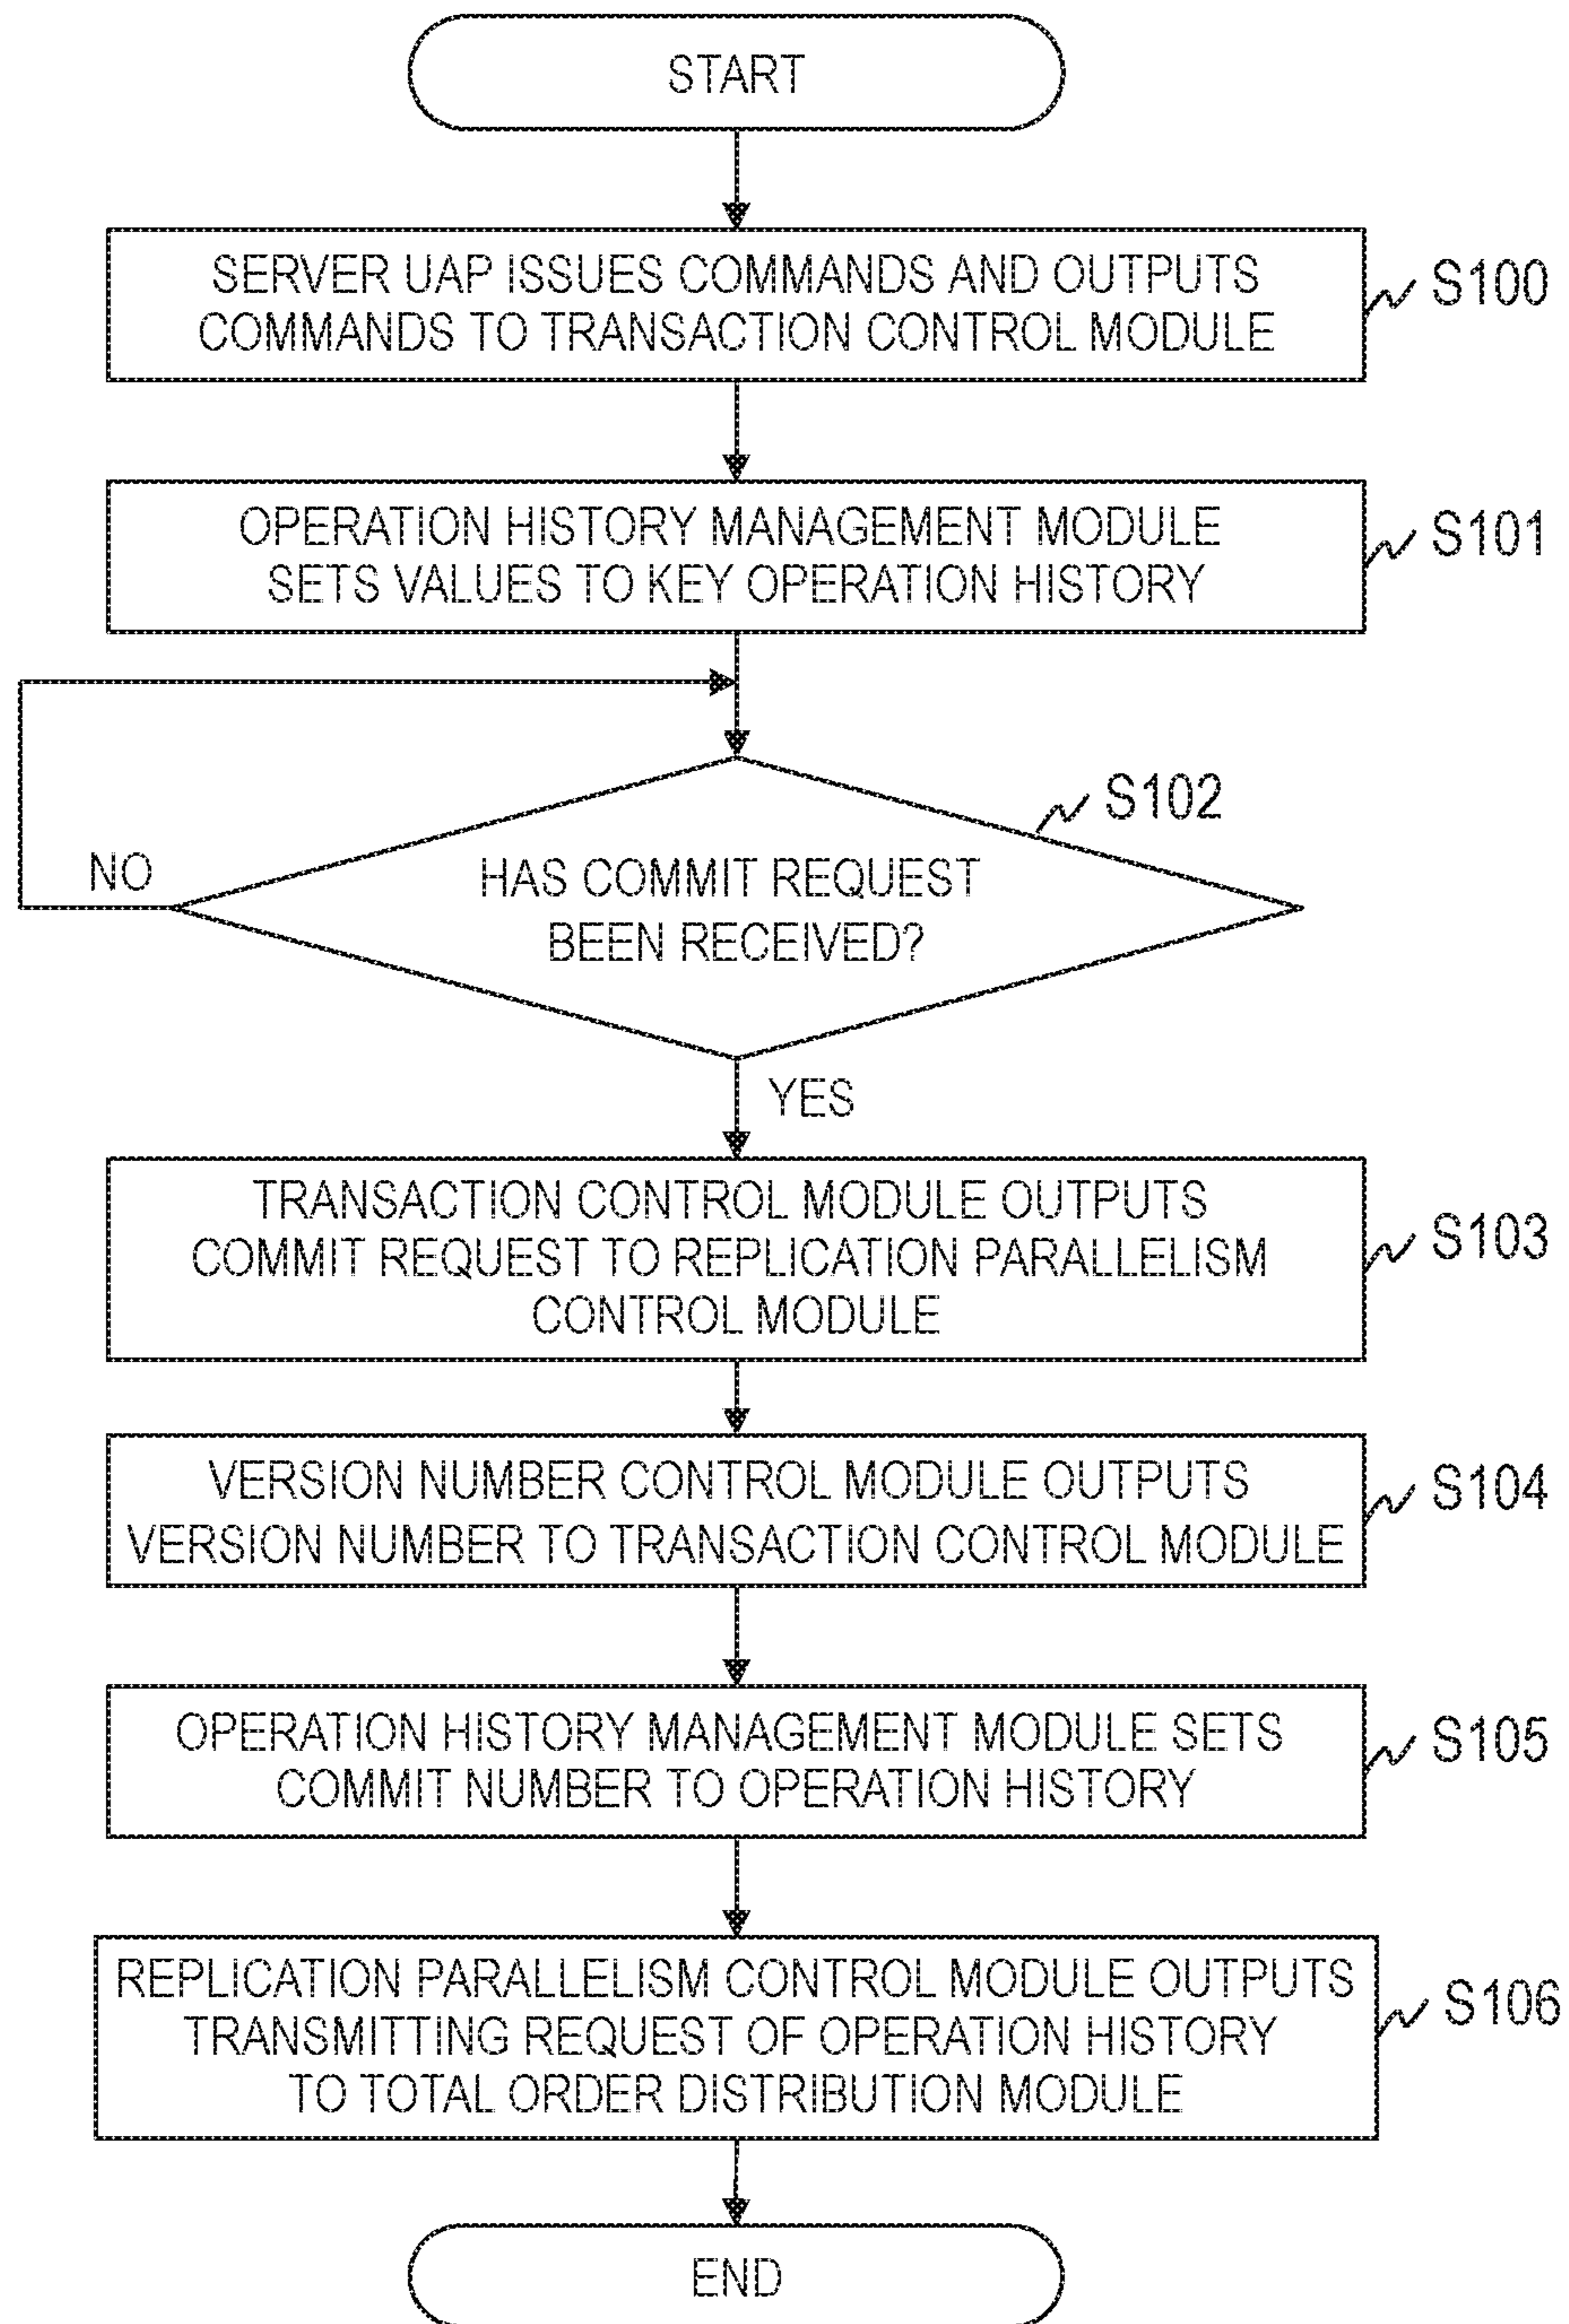 START
SERVER UAP ISSUES COMMANDS AND OUTPUTS
COMMANDS TO TRANSACTION CONTROL MODULE
S100
OPERATION HISTORY MANAGEMENT MODULE
SETS VALUES TO KEY OPERATION HISTORY
S101
S102
HAS COMMIT REQUEST
BEEN RECEIVED?
NO
YES
TRANSACTION CONTROL MODULE OUTPUTS
COMMIT REQUEST TO REPLICATION PARALLELISM
CONTROL MODULE
S103
VERSION NUMBER CONTROL MODULE OUTPUTS
VERSION NUMBER TO TRANSACTION CONTROL MODULE
S104
OPERATION HISTORY MANAGEMENT MODULE SETS
COMMIT NUMBER TO OPERATION HISTORY
S105
REPLICATION PARALLELISM CONTROL MODULE OUTPUTS
TRANSMITTING REQUEST OF OPERATION HISTORY
TO TOTAL ORDER DISTRIBUTION MODULE
S106
END